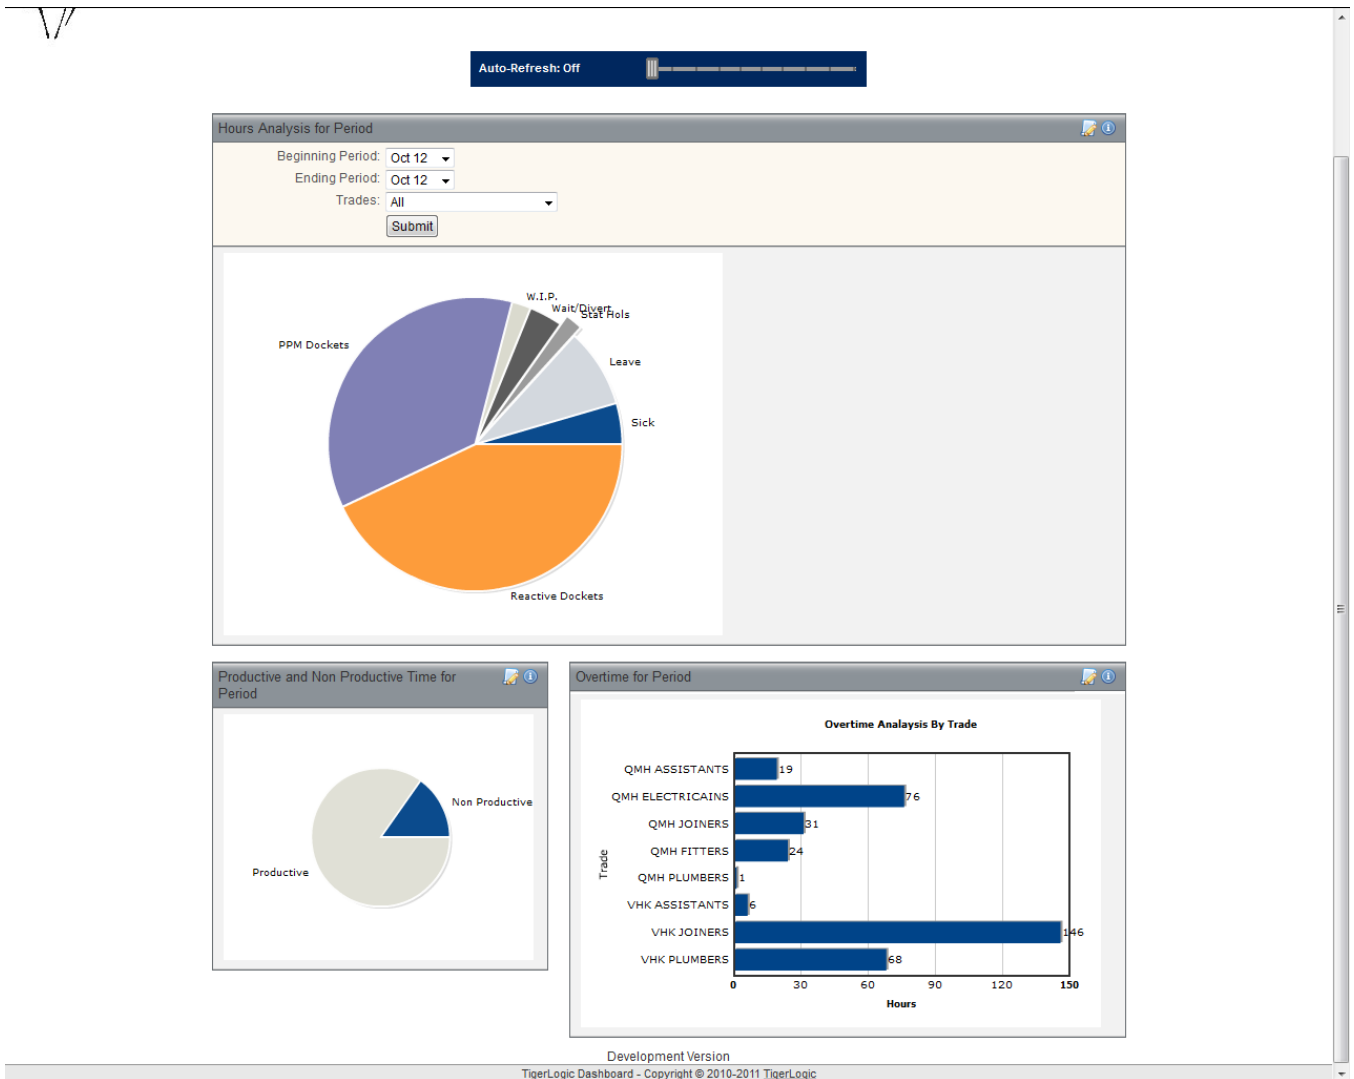 Auto-Refresh: Off
Hours Analysis for Period
Beginning Period: Oct 12
Ending Period: Oct 12
Trades: All
Submit
W.I.P.
Wait/Divert
Stat Hols
PPM Dockets
Leave
Sick
Reactive Dockets
Productive and Non Productive Time for
Period
Non Productive
Productive
Overtime for Period
Overtime Analaysis By Trade
QMH ASSISTANTS 19
QMH ELECTRICAINS 76
QMH JOINERS 31
QMH FITTERS 24
QMH PLUMBERS 1
VHK ASSISTANTS 6
VHK JOINERS 146
VHK PLUMBERS 68
Trade
0 30 60 90 120 150
Hours
Development Version
TigerLogic Dashboard - Copyright © 2010-2011 TigerLogic